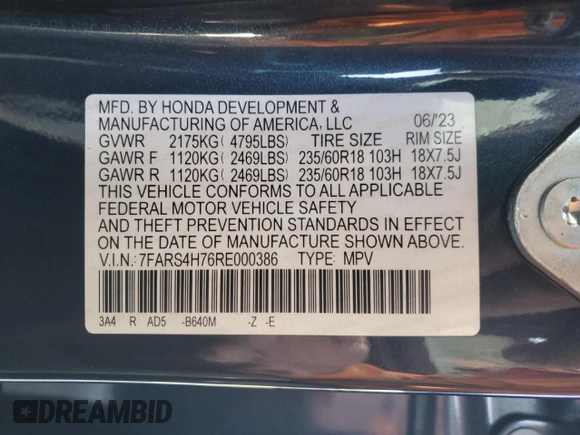 MFD. BY HONDA DEVELOPMENT &
MANUFACTURING OF AMERICA, LLC 06/'23
GVWR 2175KG( 4795LBS) TIRE SIZE RIM SIZE
GAWR F 1120KG( 2469LBS) 235/60R18 103H 18X7.5J
GAWR R 1120KG( 2469LBS) 235/60R18 103H 18X7.5J
THIS VEHICLE CONFORMS TO ALL APPLICABLE
FEDERAL MOTOR VEHICLE SAFETY
AND THEFT PREVENTION STANDARDS IN EFFECT
ON THE DATE OF MANUFACTURE SHOWN ABOVE.
V.I.N.: 7FARS4H76RE000386 TYPE: MPV
3A4 R AD5 -B640M -Z -E
DREAMBID